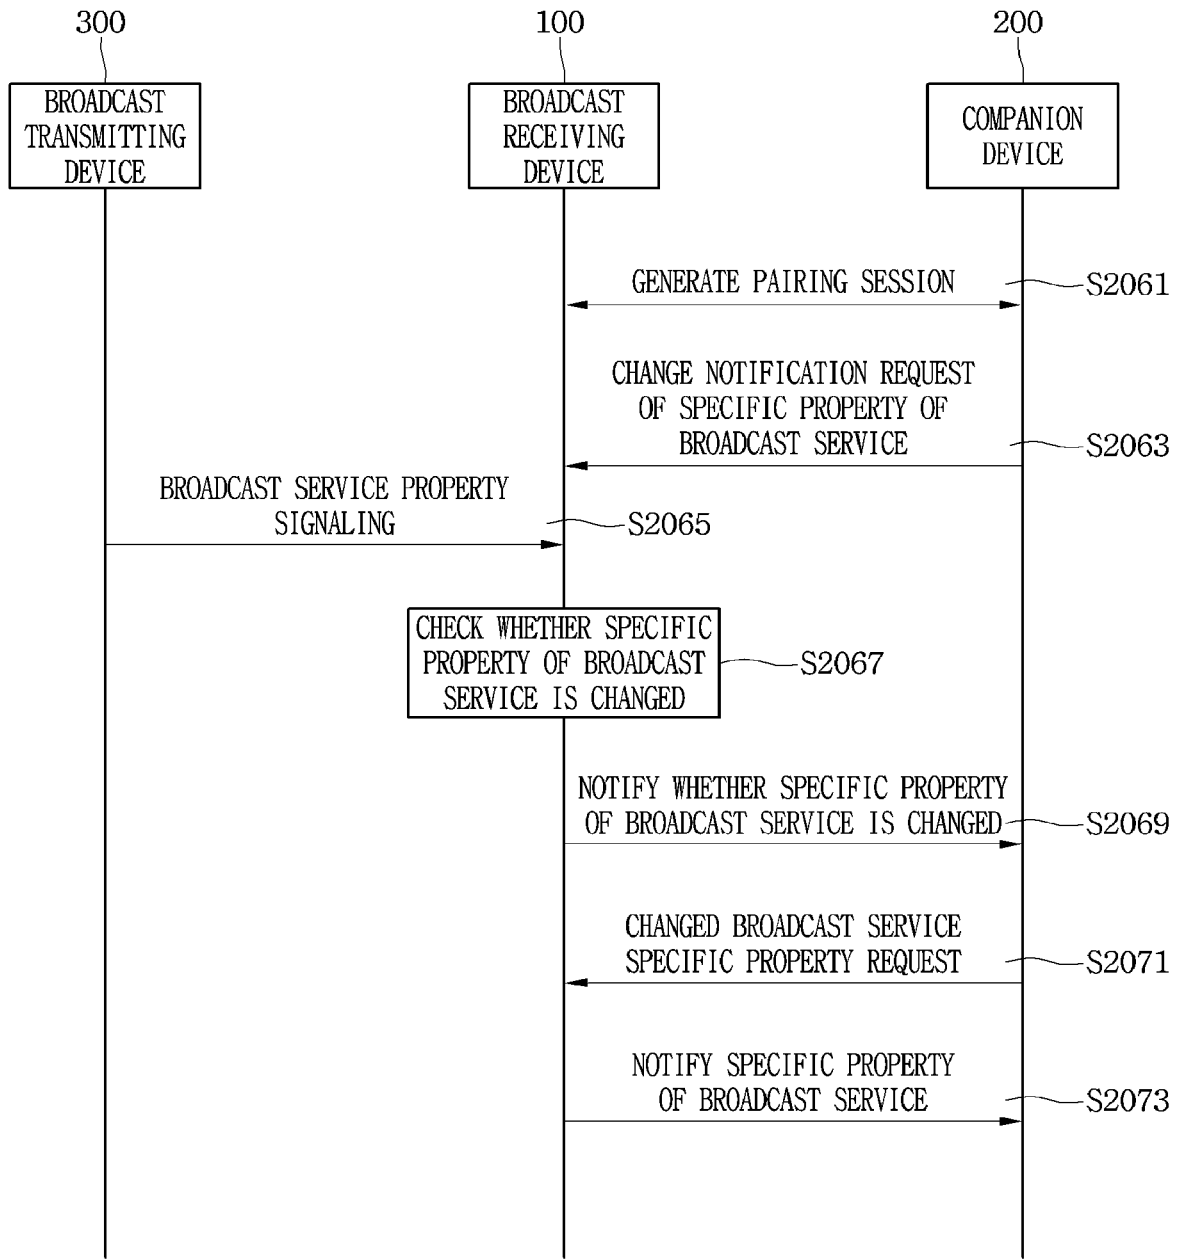 300
100
200
BROADCAST
TRANSMITTING
DEVICE
BROADCAST
RECEIVING
DEVICE
COMPANION
DEVICE
GENERATE PAIRING SESSION
S2061
CHANGE NOTIFICATION REQUEST
OF SPECIFIC PROPERTY OF
BROADCAST SERVICE
S2063
BROADCAST SERVICE PROPERTY
SIGNALING
S2065
CHECK WHETHER SPECIFIC
PROPERTY OF BROADCAST
SERVICE IS CHANGED
S2067
NOTIFY WHETHER SPECIFIC PROPERTY
OF BROADCAST SERVICE IS CHANGED
S2069
CHANGED BROADCAST SERVICE
SPECIFIC PROPERTY REQUEST
S2071
NOTIFY SPECIFIC PROPERTY
OF BROADCAST SERVICE
S2073